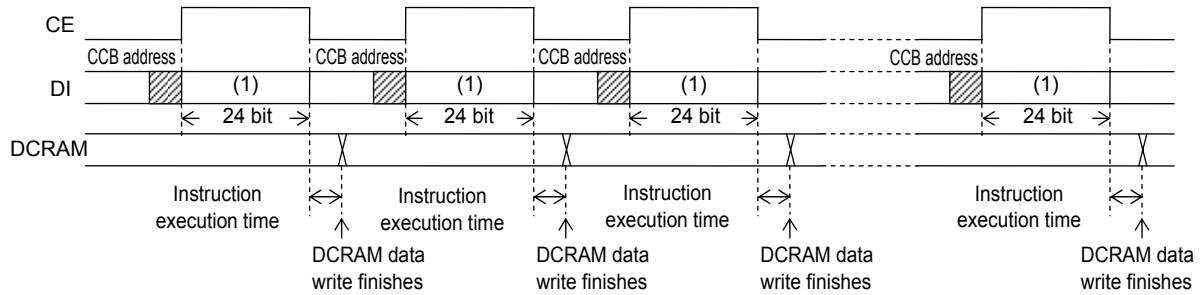 CE
CCB address CCB address CCB address CCB address
DI (1) (1) (1) (1)
24 bit 24 bit 24 bit 24 bit
DCRAM
Instruction Instruction Instruction Instruction
execution time execution time execution time execution time
DCRAM data DCRAM data DCRAM data DCRAM data
write finishes write finishes write finishes write finishes